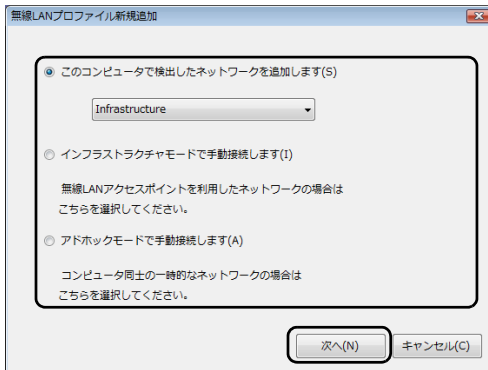 無線LANプロファイル新規追加
このコンピュータで検出したネットワークを追加します(S)
Infrastructure
インフラストラクチャモードで手動接続します(I)
無線LANアクセスポイントを利用したネットワークの場合は
こちらを選択してください。
アドホックモードで手動接続します(A)
コンピュータ同士の一時的なネットワークの場合は
こちらを選択してください。
次へ(N)
キャンセル(C)